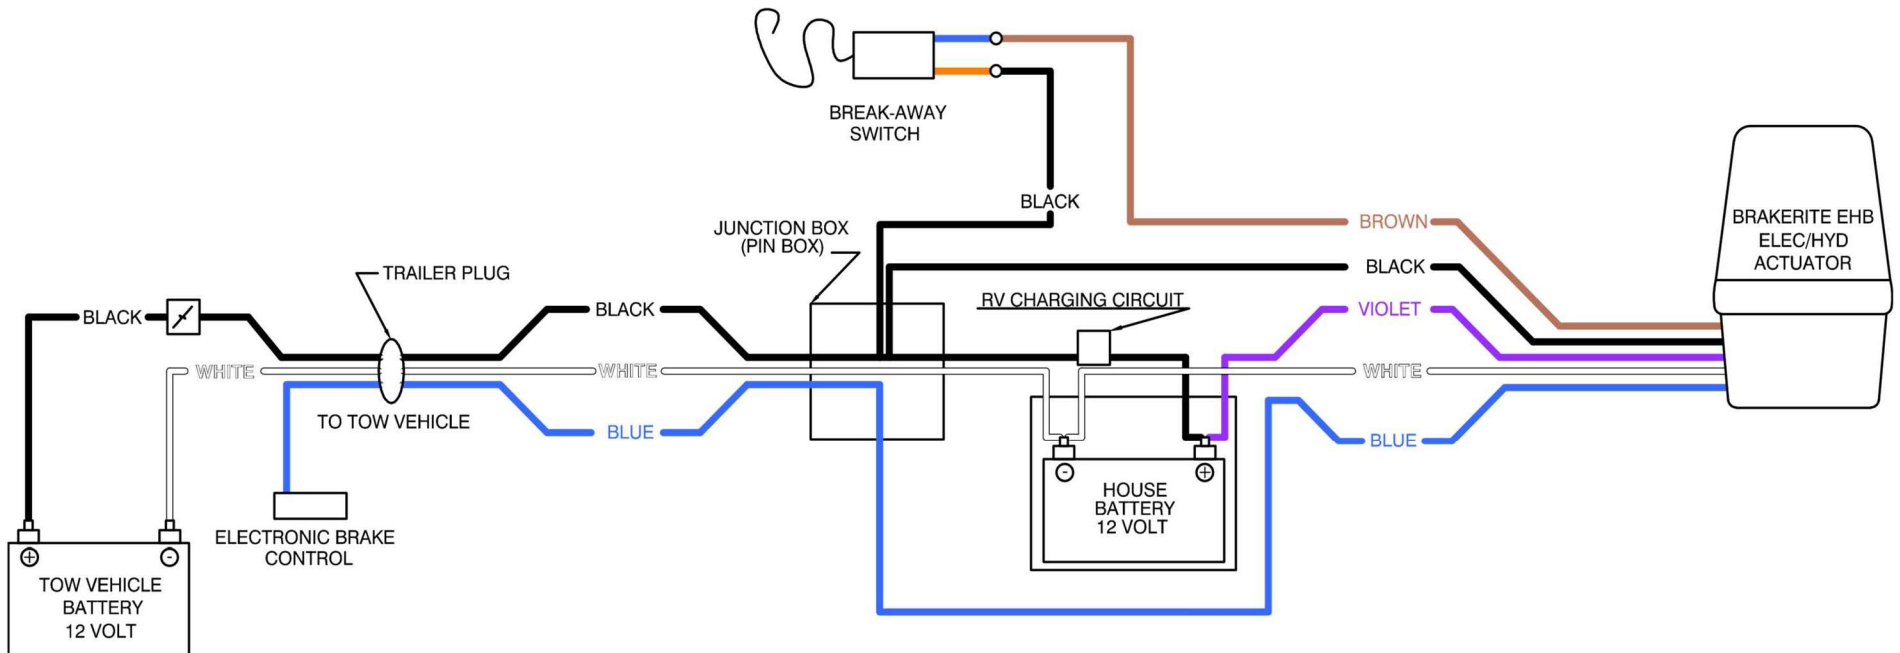 BREAK-AWAY
SWITCH
BLACK
JUNCTION BOX
(PIN BOX)
BROWN
BRAKERITE EHB
ELEC/HYD
ACTUATOR
BLACK
TRAILER PLUG
RV CHARGING CIRCUIT
VIOLET
BLACK
BLACK
WHITE
WHITE
WHITE
TO TOW VEHICLE
BLUE
BLUE
+
-
HOUSE
BATTERY
12 VOLT
-
+
ELECTRONIC BRAKE
CONTROL
TOW VEHICLE
BATTERY
12 VOLT